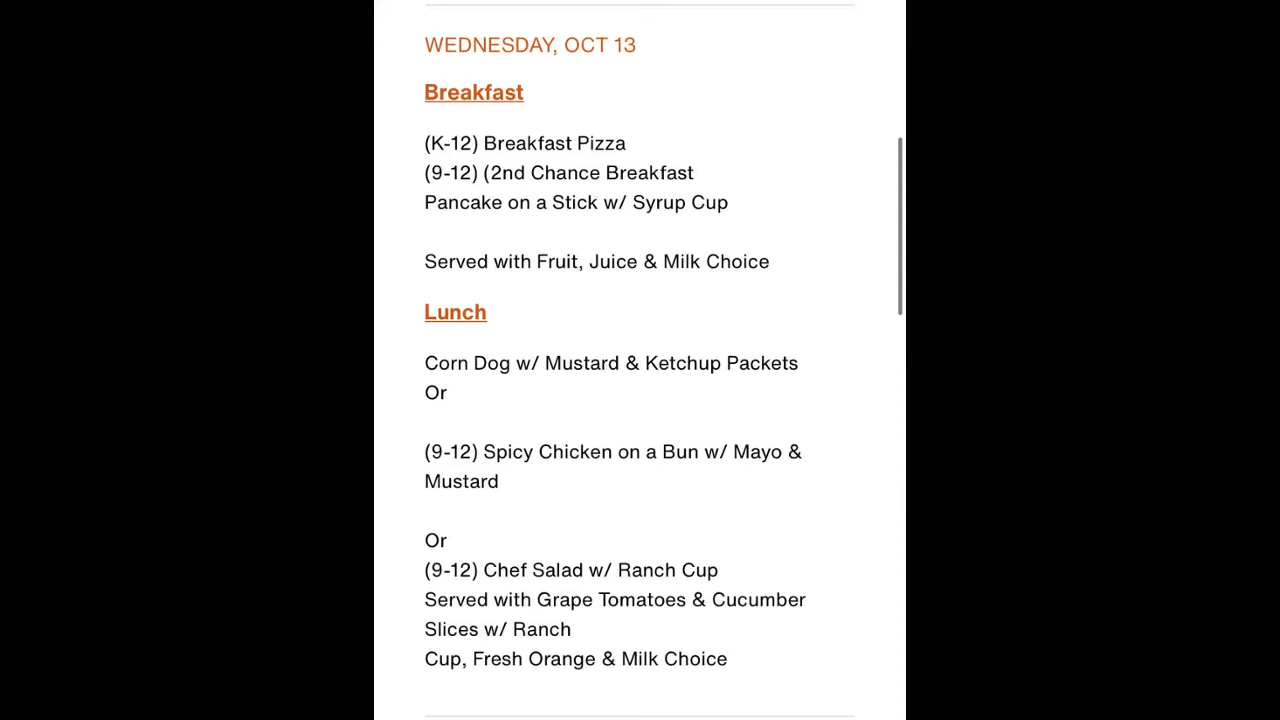 WEDNESDAY, OCT 13
Breakfast
(K-12) Breakfast Pizza
(9-12) (2nd Chance Breakfast
Pancake on a Stick w/ Syrup Cup
Served with Fruit, Juice & Milk Choice
Lunch
Corn Dog w/ Mustard & Ketchup Packets
Or
(9-12) Spicy Chicken on a Bun w/ Mayo &
Mustard
Or
(9-12) Chef Salad w/ Ranch Cup
Served with Grape Tomatoes & Cucumber
Slices w/ Ranch
Cup, Fresh Orange & Milk Choice